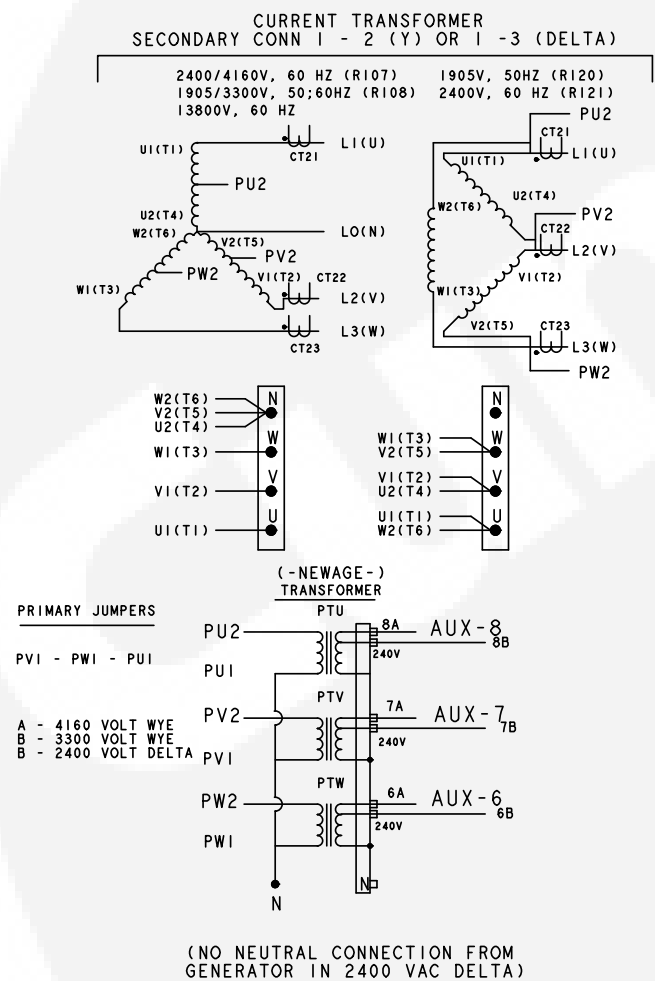 CURRENT TRANSFORMER
SECONDARY CONN 1 - 2 (Y) OR 1 -3 (DELTA)
2400/4160V, 60 HZ (R107)
1905/3300V, 50;60HZ (R108)
13800V, 60 HZ
1905V, 50HZ (R120)
2400V, 60 HZ (R121)
U1(T1)
CT21
L1(U)
PU2
U2(T4)
W2(T6)
V2(T5)
L0(N)
PV2
PW2
V1(T2)
CT22
W1(T3)
L2(V)
L3(W)
CT23
PU2
CT21
L1(U)
U1(T1)
U2(T4)
W2(T6)
PV2
CT22
L2(V)
V1(T2)
W1(T3)
V2(T5)
CT23
L3(W)
PW2
W2(T6)
V2(T5)
U2(T4)
N
W1(T3)
W
V1(T2)
V
U1(T1)
U
N
W1(T3)
V2(T5)
W
V1(T2)
U2(T4)
V
U1(T1)
W2(T6)
U
(-NEWAGE-)
TRANSFORMER
PRIMARY JUMPERS
PV1 - PW1 - PU1
A - 4160 VOLT WYE
B - 3300 VOLT WYE
B - 2400 VOLT DELTA
PTU
PU2
8A
AUX-8
8B
240V
PU1
PTV
PV2
7A
AUX-7
7B
240V
PV1
PTW
PW2
6A
AUX-6
6B
240V
PW1
N
N
(NO NEUTRAL CONNECTION FROM
GENERATOR IN 2400 VAC DELTA)